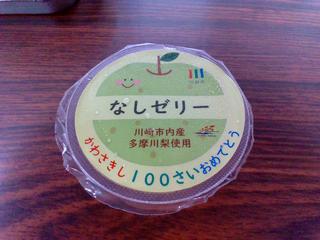 なしゼリー
川崎市内産
多摩川梨使用
かわさきし100さいおめでとう